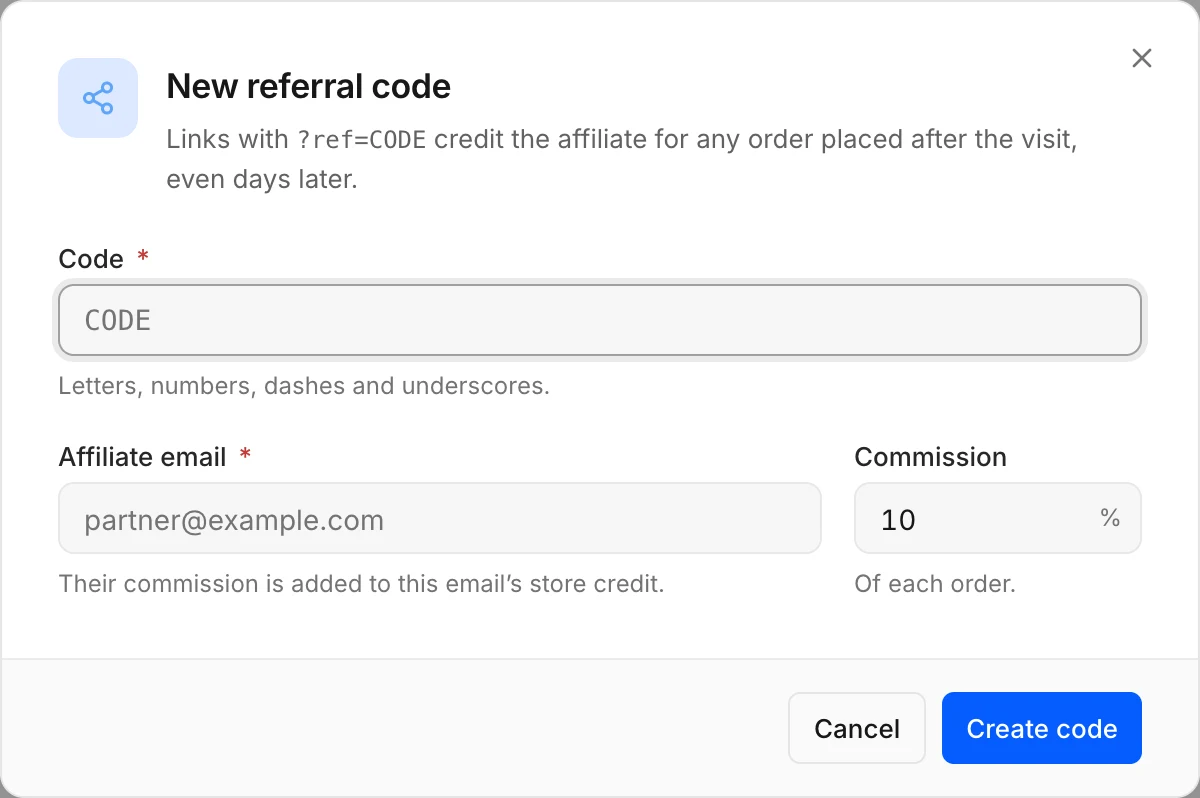 New referral code
Links with ?ref=CODE credit the affiliate for any order placed after the visit,
even days later.
Code *
CODE
Letters, numbers, dashes and underscores.
Affiliate email *
Commission
partner@example.com
10 %
Their commission is added to this email’s store credit.
Of each order.
Cancel
Create code